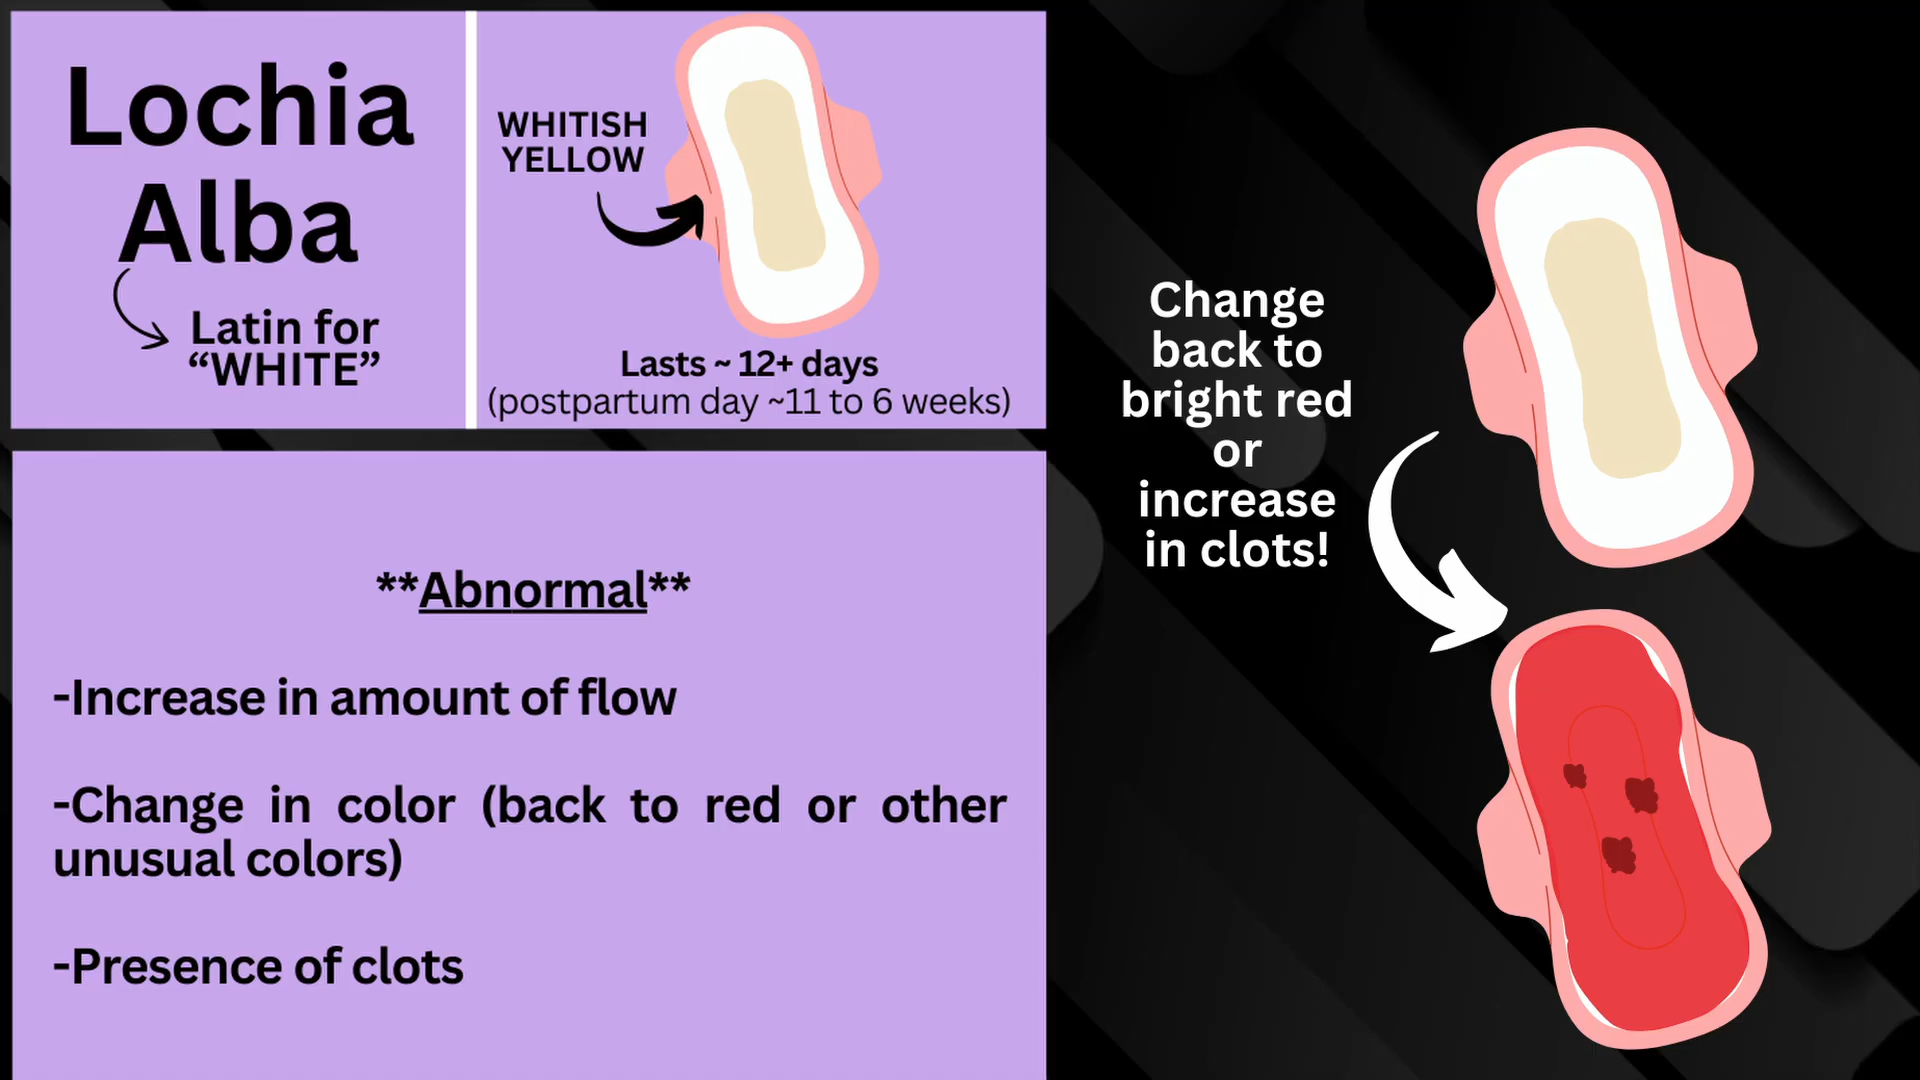 Lochia
Alba
Latin for
“WHITE”
WHITISH
YELLOW
Lasts ~ 12+ days
(postpartum day ~11 to 6 weeks)
**Abnormal**
-Increase in amount of flow
-Change in color (back to red or other
unusual colors)
-Presence of clots
Change
back to
bright red
or
increase
in clots!